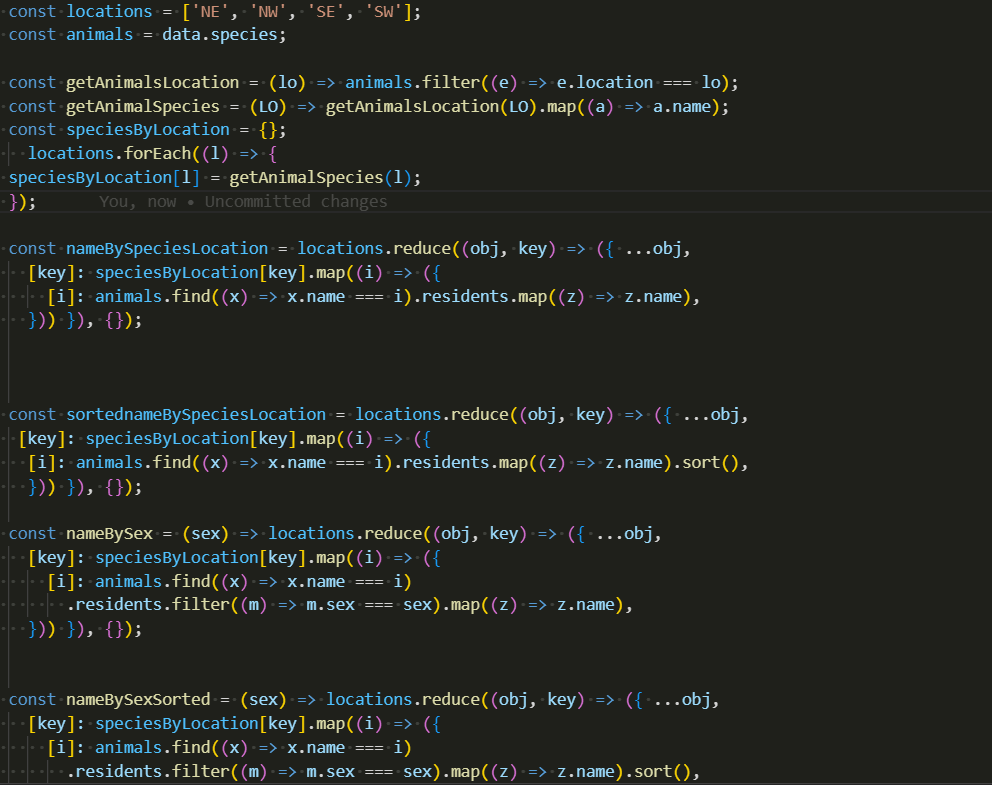 const locations = ['NE', 'NW', 'SE', 'SW'];
const animals = data.species;
const getAnimalsLocation = (lo) => animals.filter((e) => e.location === lo);
const getAnimalSpecies = (LO) => getAnimalsLocation(LO).map((a) => a.name);
const speciesByLocation = {};
locations.forEach((l) => {
speciesByLocation[l] = getAnimalSpecies(l);
}); You, now • Uncommitted changes
const nameBySpeciesLocation = locations.reduce((obj, key) => ({ ...obj,
[key]: speciesByLocation[key].map((i) => ({
[i]: animals.find((x) => x.name === i).residents.map((z) => z.name),
})) }), {});
const sortednameBySpeciesLocation = locations.reduce((obj, key) => ({ ...obj,
[key]: speciesByLocation[key].map((i) => ({
[i]: animals.find((x) => x.name === i).residents.map((z) => z.name).sort(),
})) }), {});
const nameBySex = (sex) => locations.reduce((obj, key) => ({ ...obj,
[key]: speciesByLocation[key].map((i) => ({
[i]: animals.find((x) => x.name === i)
.residents.filter((m) => m.sex === sex).map((z) => z.name),
})) }), {});
const nameBySexSorted = (sex) => locations.reduce((obj, key) => ({ ...obj,
[key]: speciesByLocation[key].map((i) => ({
[i]: animals.find((x) => x.name === i)
.residents.filter((m) => m.sex === sex).map((z) => z.name).sort(),